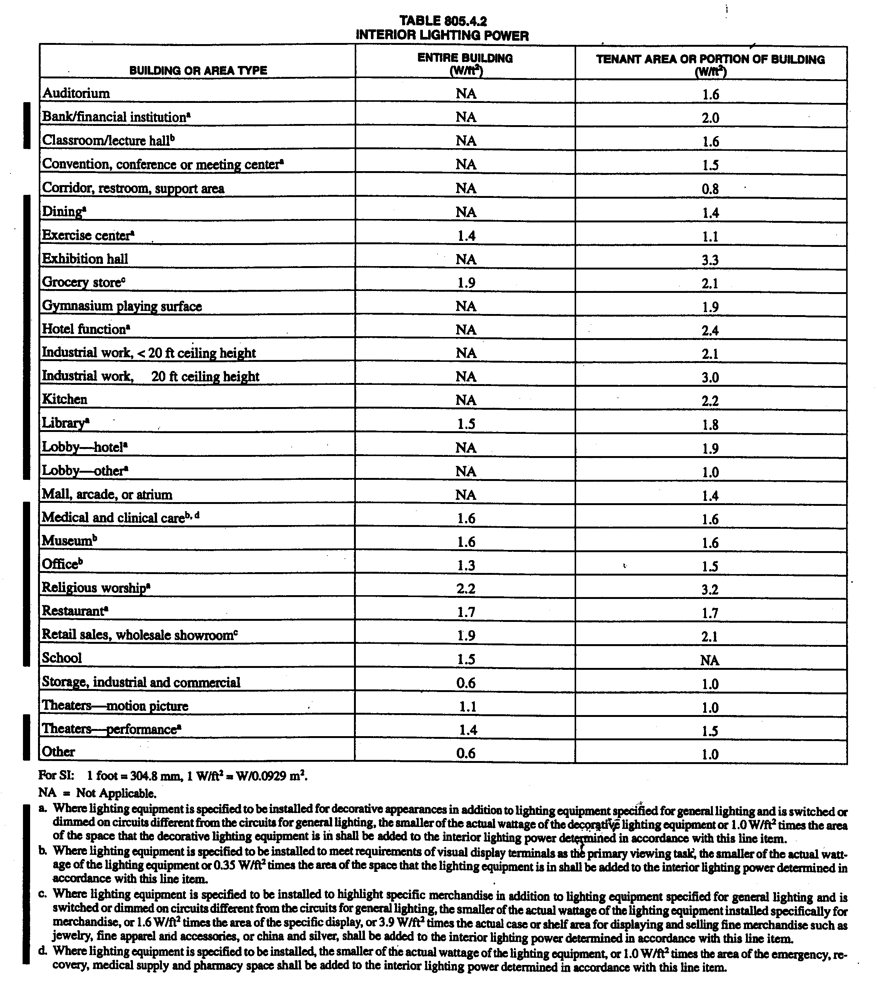 TABLE 805.4.2
INTERIOR LIGHTING POWER
BUILDING OR AREA TYPE ENTIRE BUILDING (W/ft²) TENANT AREA OR PORTION OF BUILDING (W/ft²)
Auditorium NA 1.6
Bank/financial institutionᵃ NA 2.0
Classroom/lecture hallᵇ NA 1.6
Convention, conference or meeting centerᵃ NA 1.5
Corridor, restroom, support area NA 0.8
Diningᵃ NA 1.4
Exercise centerᵃ 1.4 1.1
Exhibition hall NA 3.3
Grocery storeᶜ 1.9 2.1
Gymnasium playing surface NA 1.9
Hotel functionᵃ NA 2.4
Industrial work, < 20 ft ceiling height NA 2.1
Industrial work, 20 ft ceiling height NA 3.0
Kitchen NA 2.2
Libraryᵃ 1.5 1.8
Lobby—hotelᵃ NA 1.9
Lobby—otherᵃ NA 1.0
Mall, arcade, or atrium NA 1.4
Medical and clinical careᵇ, ᵈ 1.6 1.6
Museumᵇ 1.6 1.6
Officeᵇ 1.3 1.5
Religious worshipᵃ 2.2 3.2
Restaurantᵃ 1.7 1.7
Retail sales, wholesale showroomᶜ 1.9 2.1
School 1.5 NA
Storage, industrial and commercial 0.6 1.0
Theaters—motion picture 1.1 1.0
Theaters—performanceᵃ 1.4 1.5
Other 0.6 1.0
For SI: 1 foot = 304.8 mm, 1 W/ft² = W/0.0929 m².
NA = Not Applicable.
a. Where lighting equipment is specified to be installed for decorative appearances in addition to lighting equipment specified for general lighting and is switched or
dimmed on circuits different from the circuits for general lighting, the smaller of the actual wattage of the decorative lighting equipment or 1.0 W/ft² times the area
of the space that the decorative lighting equipment is in shall be added to the interior lighting power determined in accordance with this line item.
b. Where lighting equipment is specified to be installed to meet requirements of visual display terminals as the primary viewing task, the smaller of the actual watt-
age of the lighting equipment or 0.35 W/ft² times the area of the space that the lighting equipment is in shall be added to the interior lighting power determined in
accordance with this line item.
c. Where lighting equipment is specified to be installed to highlight specific merchandise in addition to lighting equipment specified for general lighting and is
switched or dimmed on circuits different from the circuits for general lighting, the smaller of the actual wattage of the lighting equipment installed specifically for
merchandise, or 1.6 W/ft² times the area of the specific display, or 3.9 W/ft² times the actual case or shelf area for displaying and selling fine merchandise such as
jewelry, fine apparel and accessories, or china and silver, shall be added to the interior lighting power determined in accordance with this line item.
d. Where lighting equipment is specified to be installed, the smaller of the actual wattage of the lighting equipment, or 1.0 W/ft² times the area of the emergency, re-
covery, medical supply and pharmacy space shall be added to the interior lighting power determined in accordance with this line item.